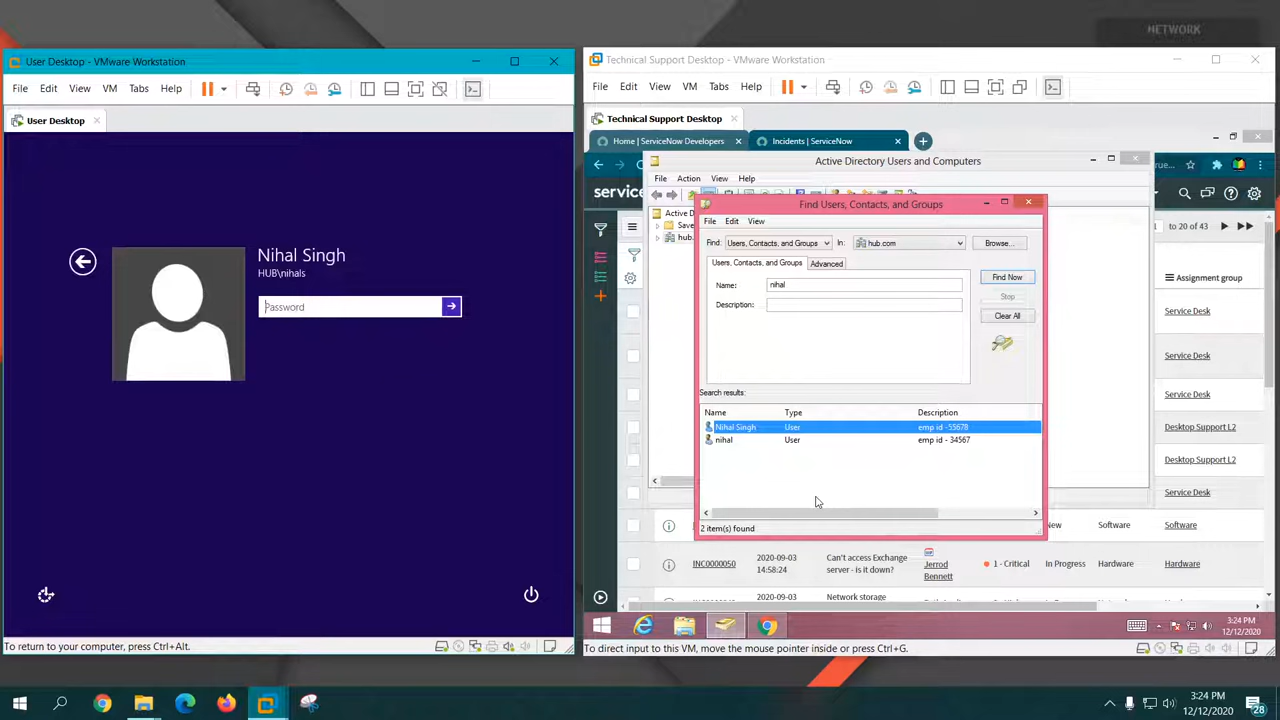 NETWORK
User Desktop - VMware Workstation
File Edit View VM Tabs Help
User Desktop
Nihal Singh
HUB\nihals
Password
To return to your computer, press Ctrl+Alt.
Technical Support Desktop - VMware Workstation
File Edit View VM Tabs Help
Technical Support Desktop
Home | ServiceNow Developers
Incidents | ServiceNow
Active Directory Users and Computers
File Action View Help
Active D
Save
hub.
Find Users, Contacts, and Groups
File Edit View
Find: Users, Contacts, and Groups In: hub.com Browse...
Users, Contacts, and Groups Advanced
Name: nihal
Description:
Find Now
Stop
Clear All
Search results:
Name Type Description
Nihal Singh User emp id -55678
nihal User emp id - 34567
2 item(s) found
to 20 of 43
Assignment group
Service Desk
Service Desk
Service Desk
Desktop Support L2
Desktop Support L2
Service Desk
Software Software
INC0000050 2020-09-03 14:58:24 Can't access Exchange server - is it down? Jerrod Bennett 1 - Critical In Progress Hardware Hardware
2020-09-03 Network storage
3:24 PM
12/12/2020
To direct input to this VM, move the mouse pointer inside or press Ctrl+G.
3:24 PM
12/12/2020
28